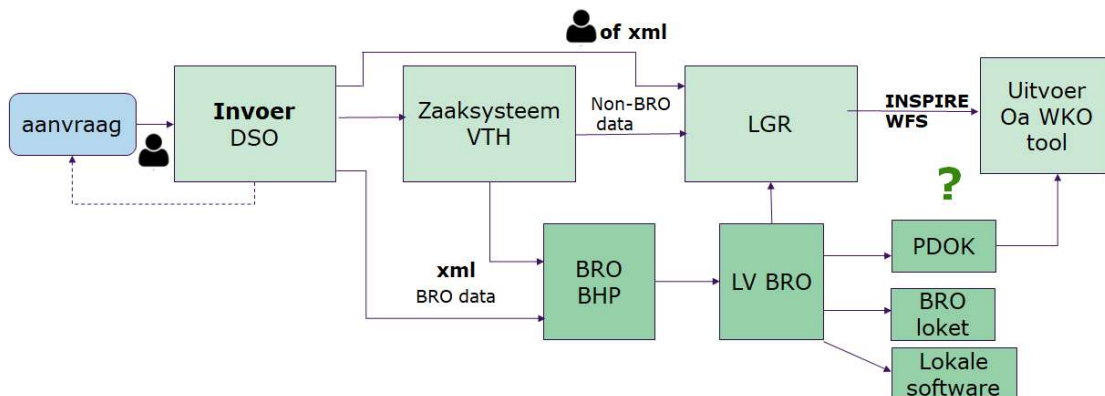 of xml
aanvraag
Invoer
DSO
Zaaksysteem
VTH
Non-BRO
data
LGR
INSPIRE
WFS
Uitvoer
Oa WKO
tool
?
xml
BRO data
BRO
BHP
LV BRO
PDOK
BRO
loket
Lokale
software